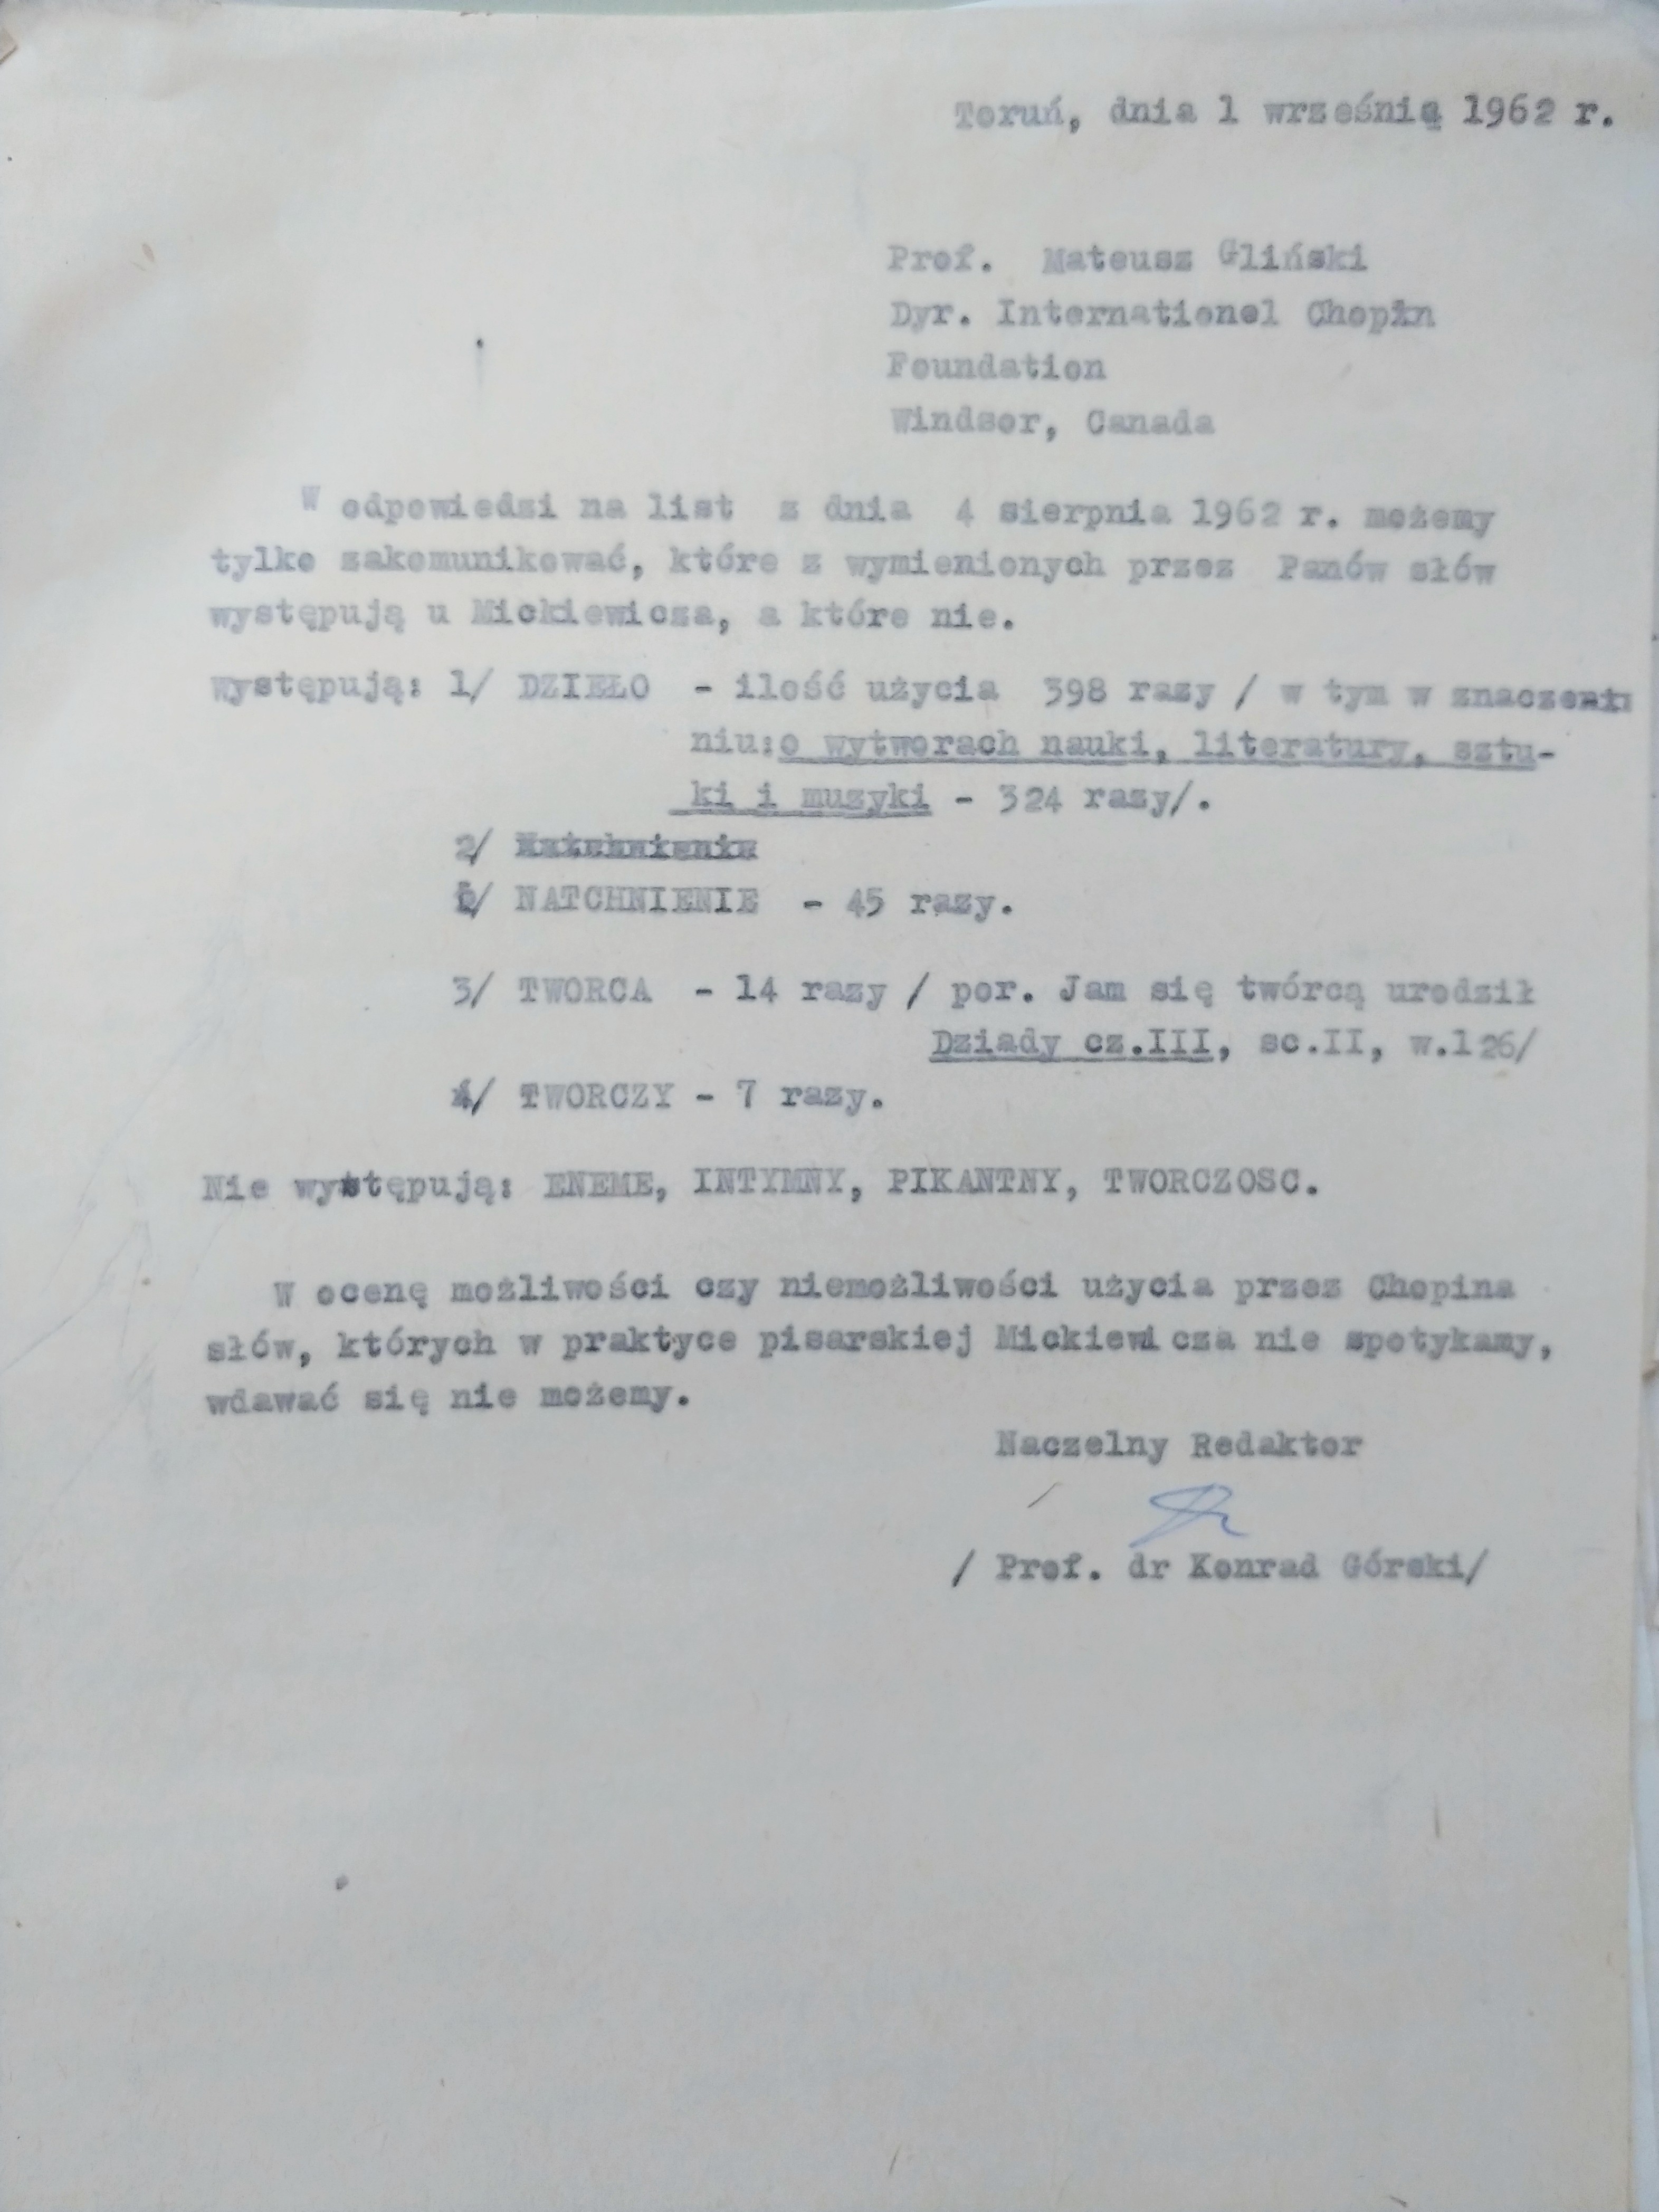 Toruń, dnia 1 września 1962 r.
Prof. Mateusz Gliński
Dyr. Internationel Chopin
Foundation
Windsor, Canada
W odpowiedzi na list z dnia 4 sierpnia 1962 r. możemy
tylko zakomunikować, które z wymienionych przez Panów słów
występują u Mickiewicza, a które nie.
występują: 1/ DZIEŁO - ilość użycia 398 razy / w tym w znacze
niu:o wytworach nauki, literatury, sztu-
ki i muzyki - 324 razy/.
2/ Natchnienie
2/ NATCHNIENIE - 45 razy.
3/ TWORCA - 14 razy / por. Jam się twórcą urodził
Dziady cz.III, sc.II, w.126/
4/ TWORCZY - 7 razy.
Nie występują: ENEME, INTYMNY, PIKANTNY, TWORCZOSC.
W ocenę możliwości czy niemożliwości użycia przez Chopina
słów, których w praktyce pisarskiej Mickiewicza nie spotykamy,
wdawać się nie możemy.
Naczelny Redaktor
/ Prof. dr Konrad Górski/